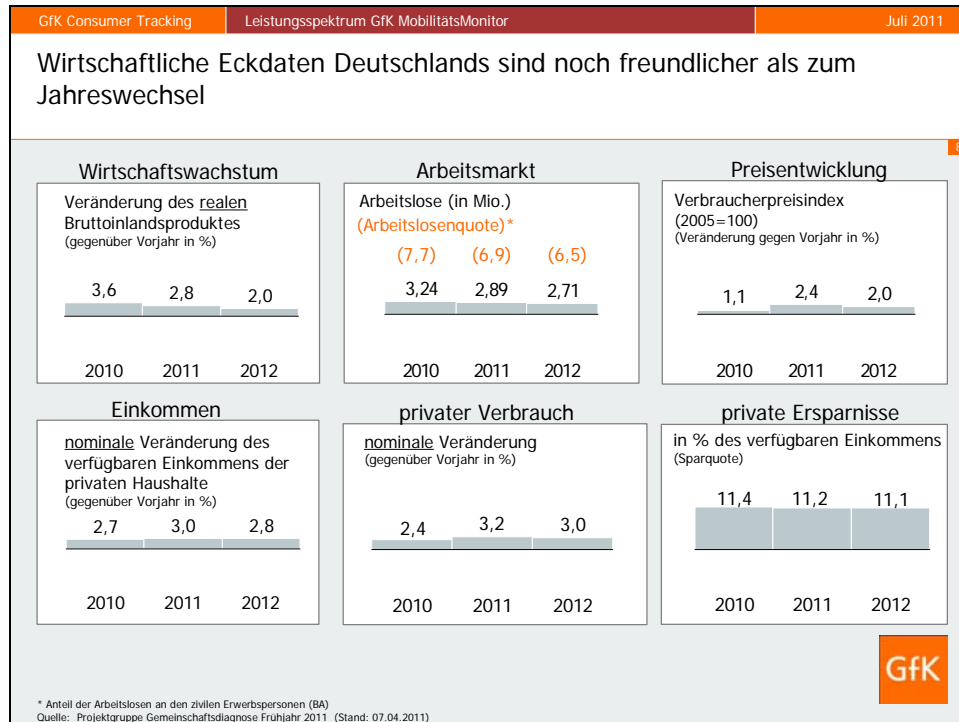 GfK Consumer Tracking
Leistungsspektrum GfK MobilitätsMonitor
Juli 2011
Wirtschaftliche Eckdaten Deutschlands sind noch freundlicher als zum
Jahreswechsel
8
Wirtschaftswachstum
Veränderung des realen
Bruttoinlandsproduktes
(gegenüber Vorjahr in %)
3,6 2,8 2,0
2010 2011 2012
Arbeitsmarkt
Arbeitslose (in Mio.)
(Arbeitslosenquote)*
(7,7) (6,9) (6,5)
3,24 2,89 2,71
2010 2011 2012
Preisentwicklung
Verbraucherpreisindex
(2005=100)
(Veränderung gegen Vorjahr in %)
1,1 2,4 2,0
2010 2011 2012
Einkommen
nominale Veränderung des
verfügbaren Einkommens der
privaten Haushalte
(gegenüber Vorjahr in %)
2,7 3,0 2,8
2010 2011 2012
privater Verbrauch
nominale Veränderung
(gegenüber Vorjahr in %)
2,4 3,2 3,0
2010 2011 2012
private Ersparnisse
in % des verfügbaren Einkommens
(Sparquote)
11,4 11,2 11,1
2010 2011 2012
GfK
* Anteil der Arbeitslosen an den zivilen Erwerbspersonen (BA)
Quelle: Projektgruppe Gemeinschaftsdiagnose Frühjahr 2011 (Stand: 07.04.2011)